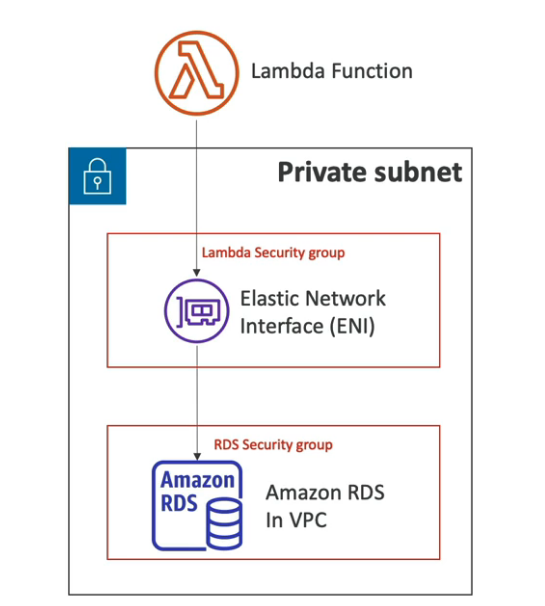 Lambda Function
Private subnet
Lambda Security group
Elastic Network
Interface (ENI)
RDS Security group
Amazon
RDS
Amazon RDS
In VPC